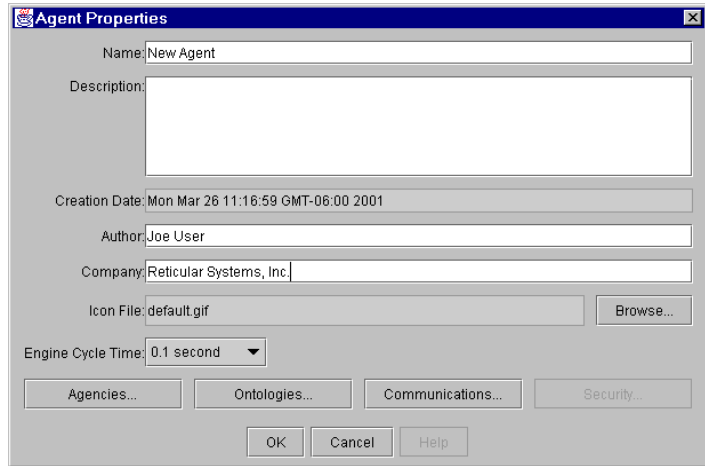 Agent Properties
Name: New Agent
Description:
Creation Date: Mon Mar 26 11:16:59 GMT-06:00 2001
Author: Joe User
Company: Reticular Systems, Inc.
Icon File: default.gif Browse...
Engine Cycle Time: 0.1 second
Agencies... Ontologies... Communications... Security...
OK Cancel Help